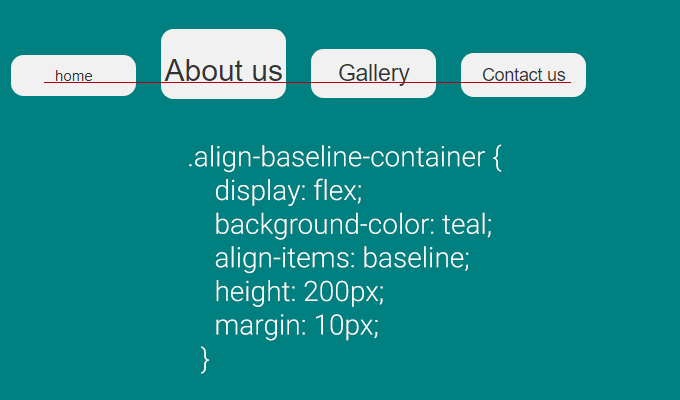 home About us Gallery Contact us
.align-baseline-container {
display: flex;
background-color: teal;
align-items: baseline;
height: 200px;
margin: 10px;
}